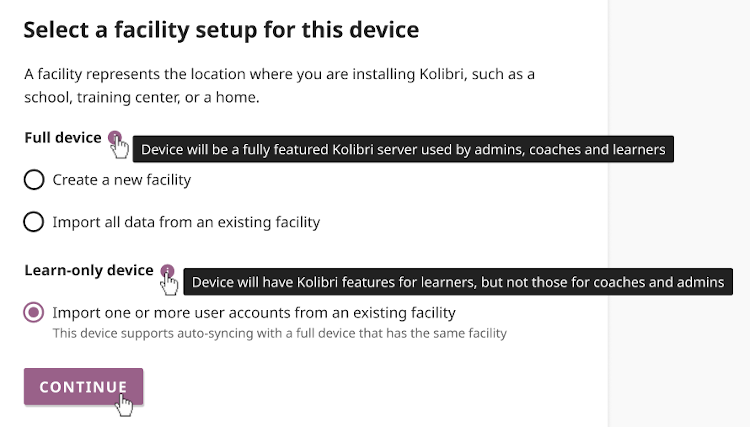 Select a facility setup for this device
A facility represents the location where you are installing Kolibri, such as a
school, training center, or a home.
Full device
Device will be a fully featured Kolibri server used by admins, coaches and learners
Create a new facility
Import all data from an existing facility
Learn-only device
Device will have Kolibri features for learners, but not those for coaches and admins
Import one or more user accounts from an existing facility
This device supports auto-syncing with a full device that has the same facility
CONTINUE